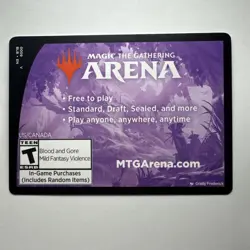 MAGIC THE GATHERING
ARENA
• Free to play
• Standard, Draft, Sealed, and more
• Play anyone, anywhere, anytime
US/CANADA
TEEN
T
ESRB
Blood and Gore
Mild Fantasy Violence
In-Game Purchases
(Includes Random Items)
MTGArena.com